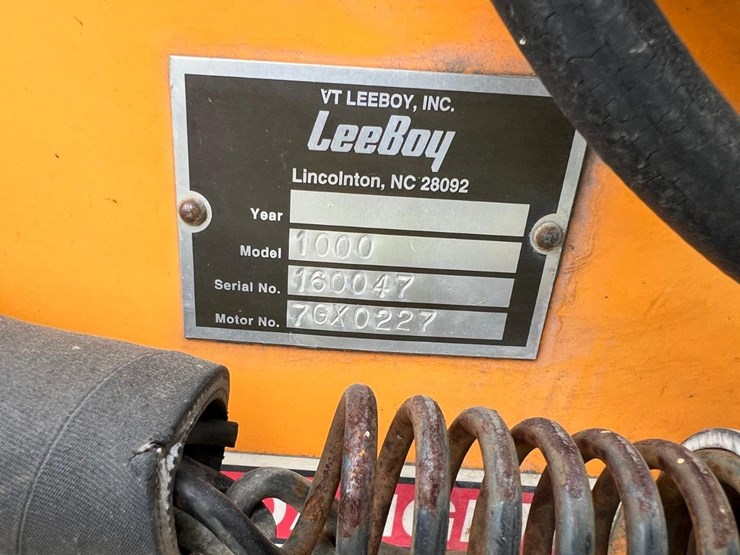 VT LEEBOY, INC.
LeeBoy
Lincolnton, NC 28092
Year
Model 1000
Serial No. 160047
Motor No. 7GX0227